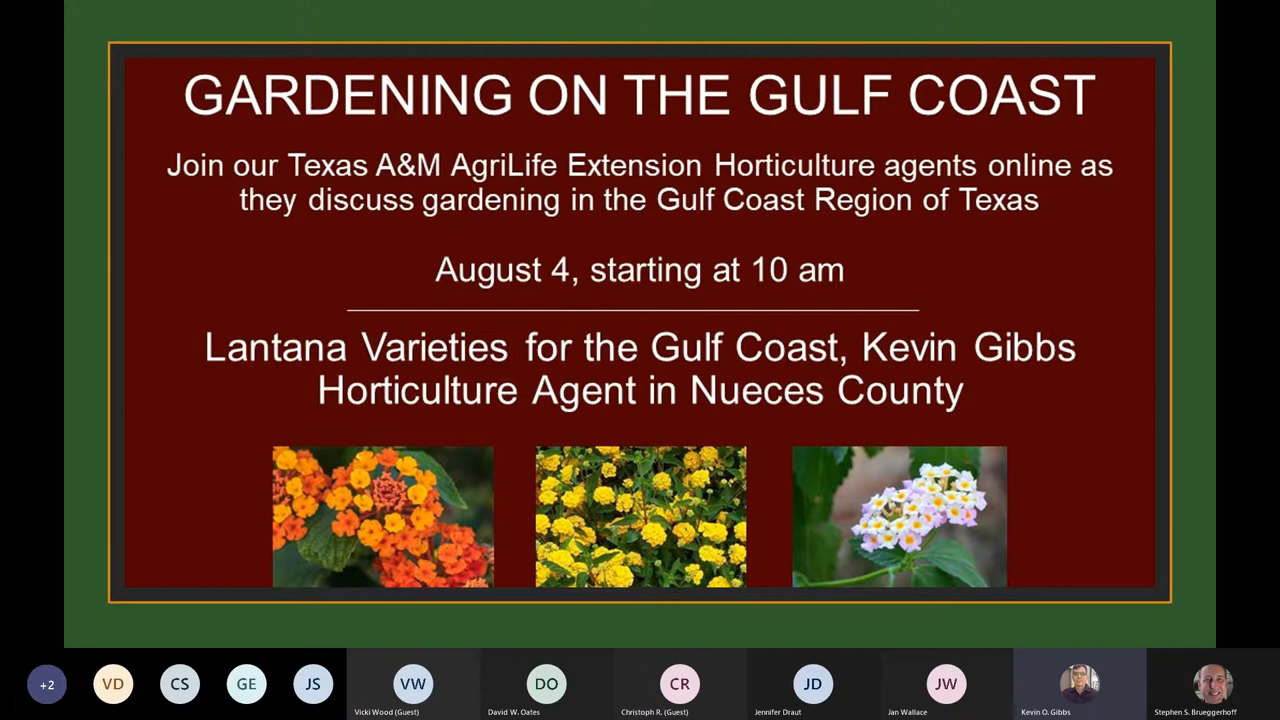 GARDENING ON THE GULF COAST
Join our Texas A&M AgriLife Extension Horticulture agents online as
they discuss gardening in the Gulf Coast Region of Texas
August 4, starting at 10 am
Lantana Varieties for the Gulf Coast, Kevin Gibbs
Horticulture Agent in Nueces County
+2
VD
CS
GE
JS
VW
DO
CR
JD
JW
Vicki Wood (Guest)
David W. Oates
Christoph R. (Guest)
Jennifer Draut
Jan Wallace
Kevin O. Gibbs
Stephen S. Brueggerhoff